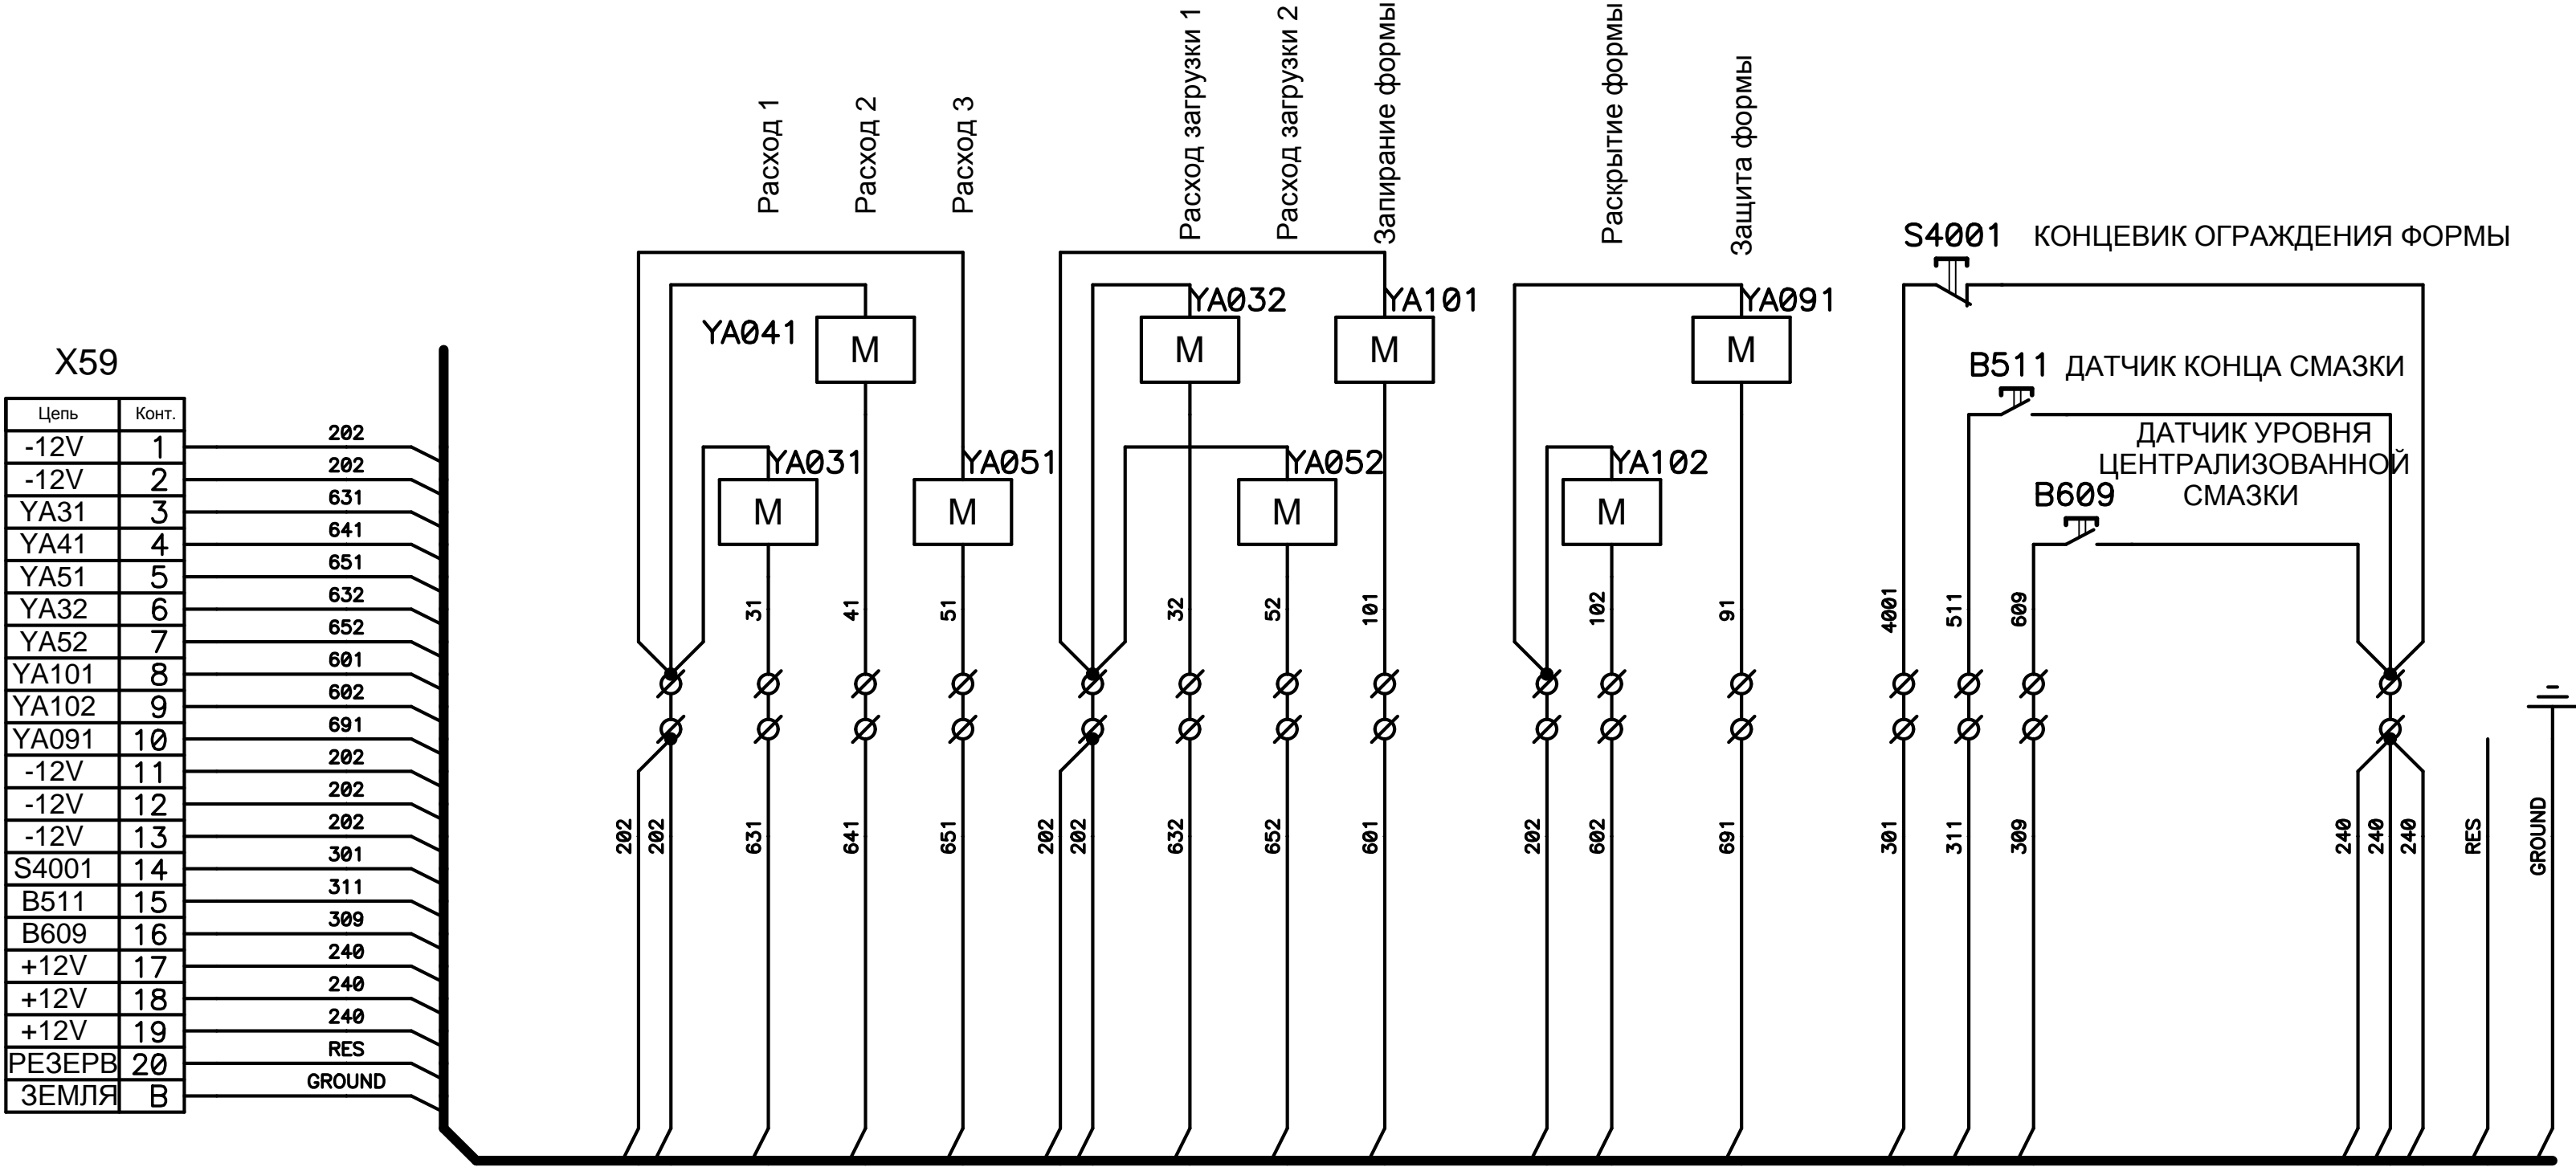 Расход 1
Расход 2
Расход 3
Расход загрузки 1
Расход загрузки 2
Запирание формы
Раскрытие формы
Защита формы
S4001 КОНЦЕВИК ОГРАЖДЕНИЯ ФОРМЫ
YA041
M
YA032
M
YA101
M
YA091
M
B511 ДАТЧИК КОНЦА СМАЗКИ
YA031
M
YA051
M
YA052
M
YA102
M
ДАТЧИК УРОВНЯ
ЦЕНТРАЛИЗОВАННОЙ
СМАЗКИ
B609
X59
Цепь Конт.
-12V 1 202
-12V 2 202
YA31 3 631
YA41 4 641
YA51 5 651
YA32 6 632
YA52 7 652
YA101 8 601
YA102 9 602
YA091 10 691
-12V 11 202
-12V 12 202
-12V 13 202
S4001 14 301
B511 15 311
B609 16 309
+12V 17 240
+12V 18 240
+12V 19 240
РЕЗЕРВ 20 RES
ЗЕМЛЯ B GROUND
31
41
51
32
52
101
102
91
4001
511
609
202
202
631
641
651
202
202
632
652
601
202
602
691
301
311
309
240
240
240
RES
GROUND